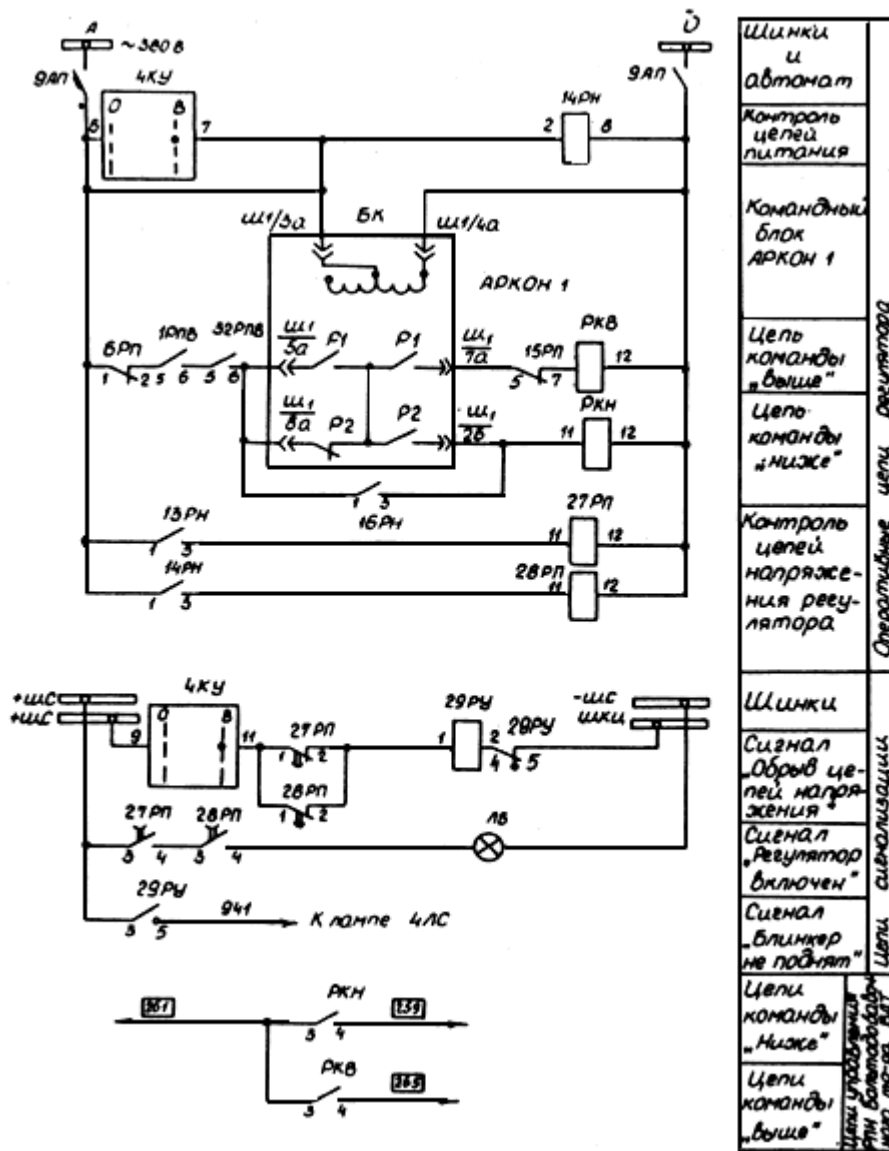 А
~380 В
О
9АП
4КУ
9АП
О В
6
7
14РН
2
8
Ш1/3а
БК
Ш1/4а
АРКОН 1
6РП
1РПВ
32РПВ
Ш1
5а
Р1
Р1
Ш1
7а
15РП
РКВ
1
2
5
6
5
6
5
7
12
Ш1
8а
Р2
Р2
Ш1
2б
РКН
11
12
1
3
16РН
13РН
1
3
27РП
11
12
14РН
1
3
28РП
11
12
+ШС
+ШС
4КУ
О В
9
11
27РП
1
2
28РП
1
2
29РУ
1
2
29РУ
4
5
-ШС
ШКЦ
27РП
3
4
28РП
3
4
ЛВ
29РУ
3
5
941
К лампе 4ЛС
361
РКН
3
4
РКВ
3
4
365
Шинки
и
автомат
Контроль
цепей
питания
Командный
блок
АРКОН 1
Цепь
команды
„выше"
Цепь
команды
„ниже"
Контроль
цепей
напряже-
ния регу-
лятора
Оперативные цепи регулятора
Шинки
Сигнал
„Обрыв це-
пей напря-
жения"
Сигнал
„Регулятор
включен"
Сигнал
„Блинкер
не поднят"
Цепи сигнализации
Цепи
команды
„Ниже"
Цепи
команды
„выше"
Цепи управления
РПН